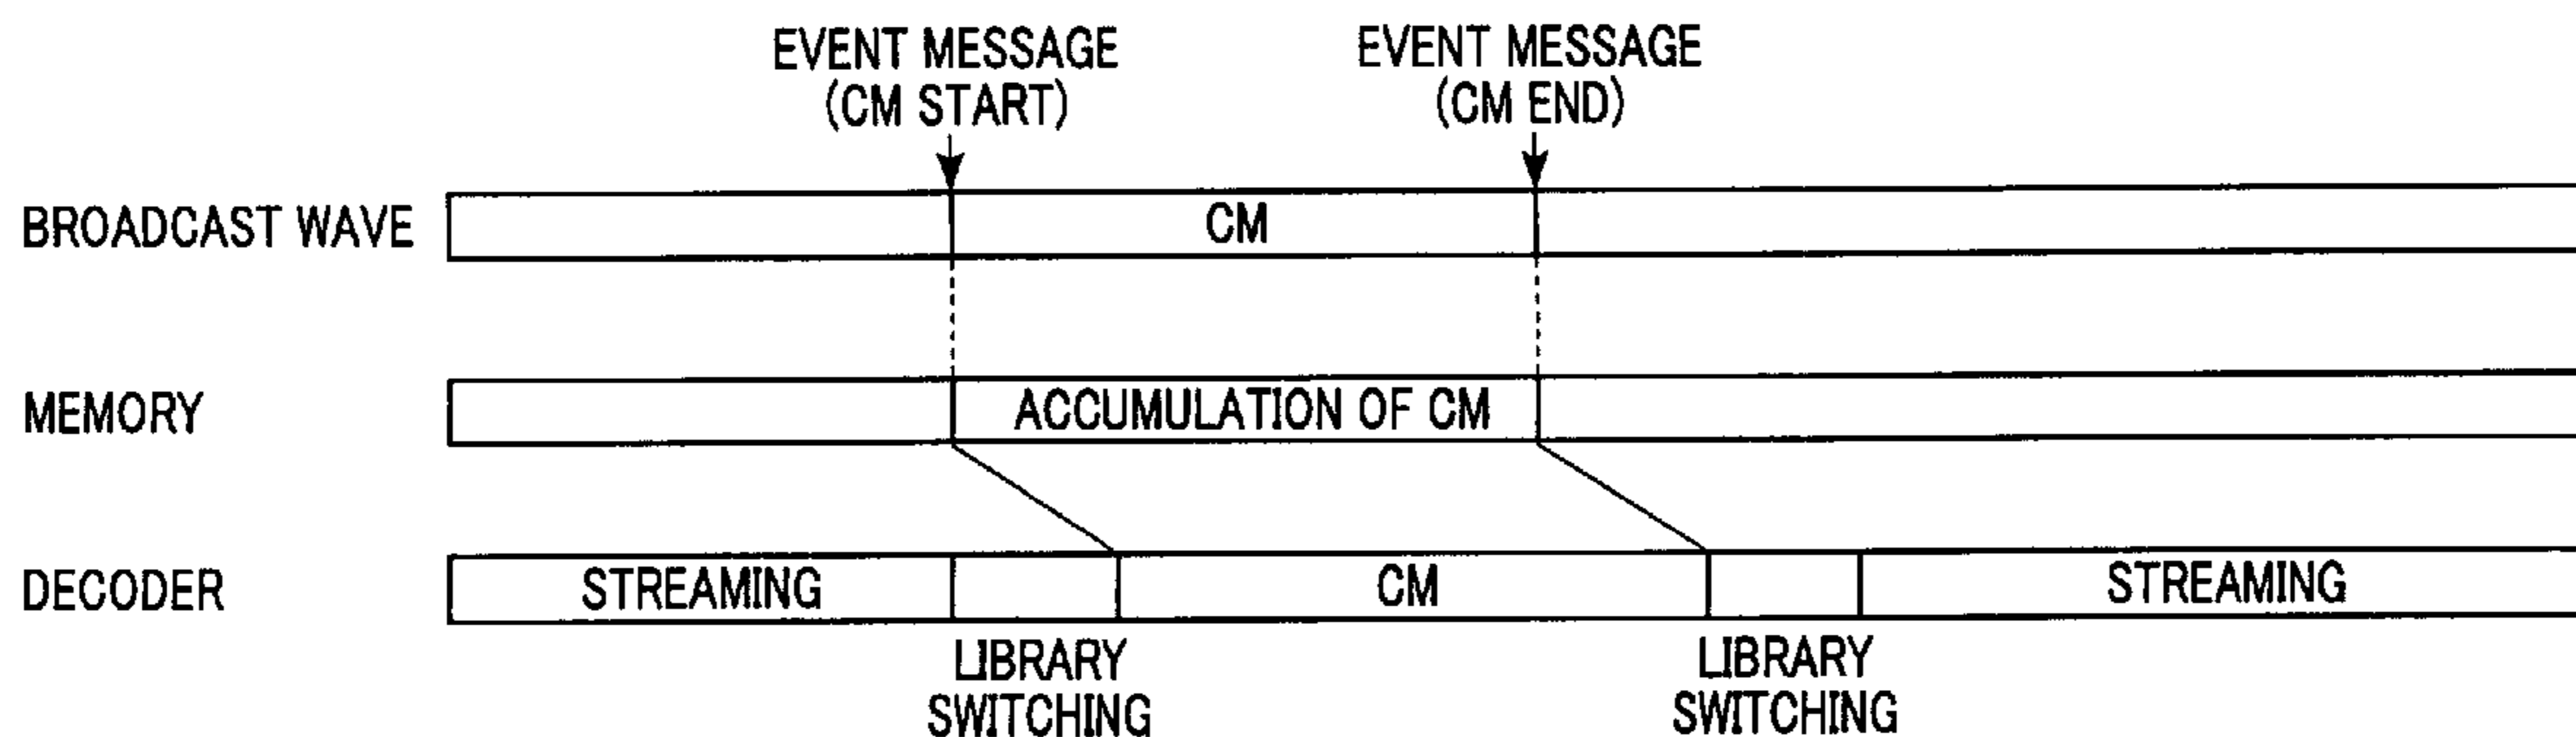 EVENT MESSAGE
(CM START)
EVENT MESSAGE
(CM END)
BROADCAST WAVE
CM
MEMORY
ACCUMULATION OF CM
DECODER
STREAMING
CM
STREAMING
LIBRARY
SWITCHING
LIBRARY
SWITCHING